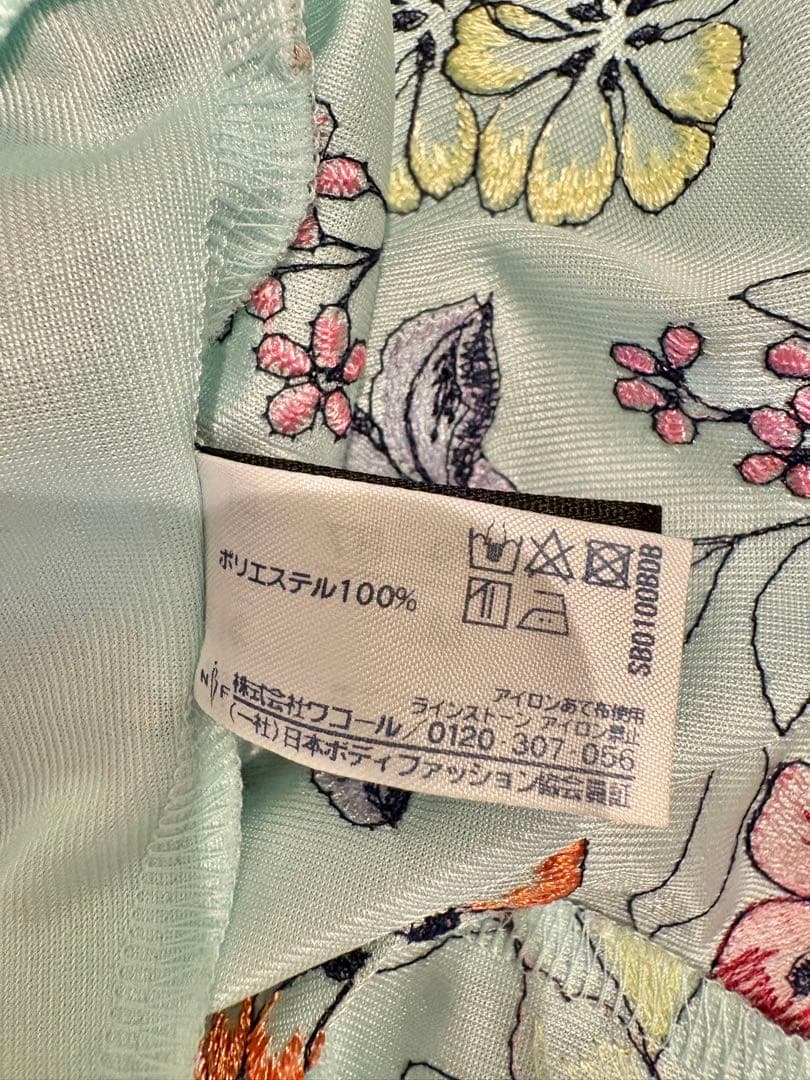 ポリエステル100%
SB0100BDB
アイロンあて布使用
ラインストーン アイロン禁止
NBF
株式会社ワコール/0120 307 056
(一社)日本ボディファッション協会員証